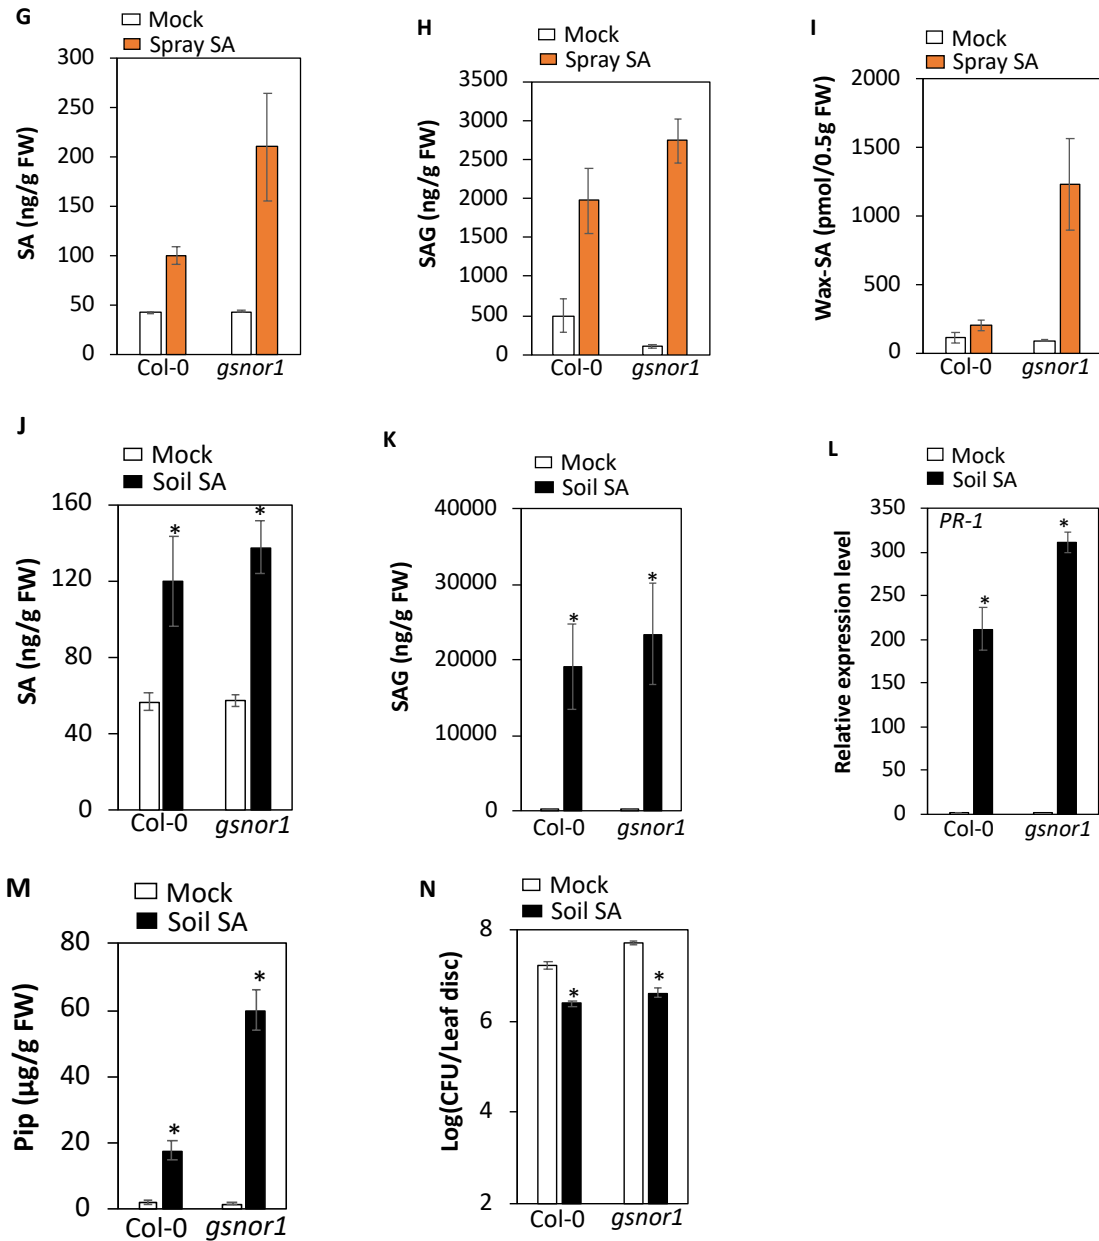 G
Mock
Spray SA
SA (ng/g FW)
300
250
200
150
100
50
0
Col-0 gsnor1
H
Mock
Spray SA
SAG (ng/g FW)
3500
3000
2500
2000
1500
1000
500
0
Col-0 gsnor1
I
Mock
Spray SA
Wax-SA (pmol/0.5g FW)
2000
1500
1000
500
0
Col-0 gsnor1
J
Mock
Soil SA
SA (ng/g FW)
160
120
80
40
0
* *
Col-0 gsnor1
K
Mock
Soil SA
SAG (ng/g FW)
40000
30000
20000
10000
0
* *
Col-0 gsnor1
L
Mock
Soil SA
Relative expression level
350
300
250
200
150
100
50
0
PR-1
* *
Col-0 gsnor1
M
Mock
Soil SA
Pip (µg/g FW)
80
60
40
20
0
* *
Col-0 gsnor1
N
Mock
Soil SA
Log(CFU/Leaf disc)
8
6
4
2
* *
Col-0 gsnor1